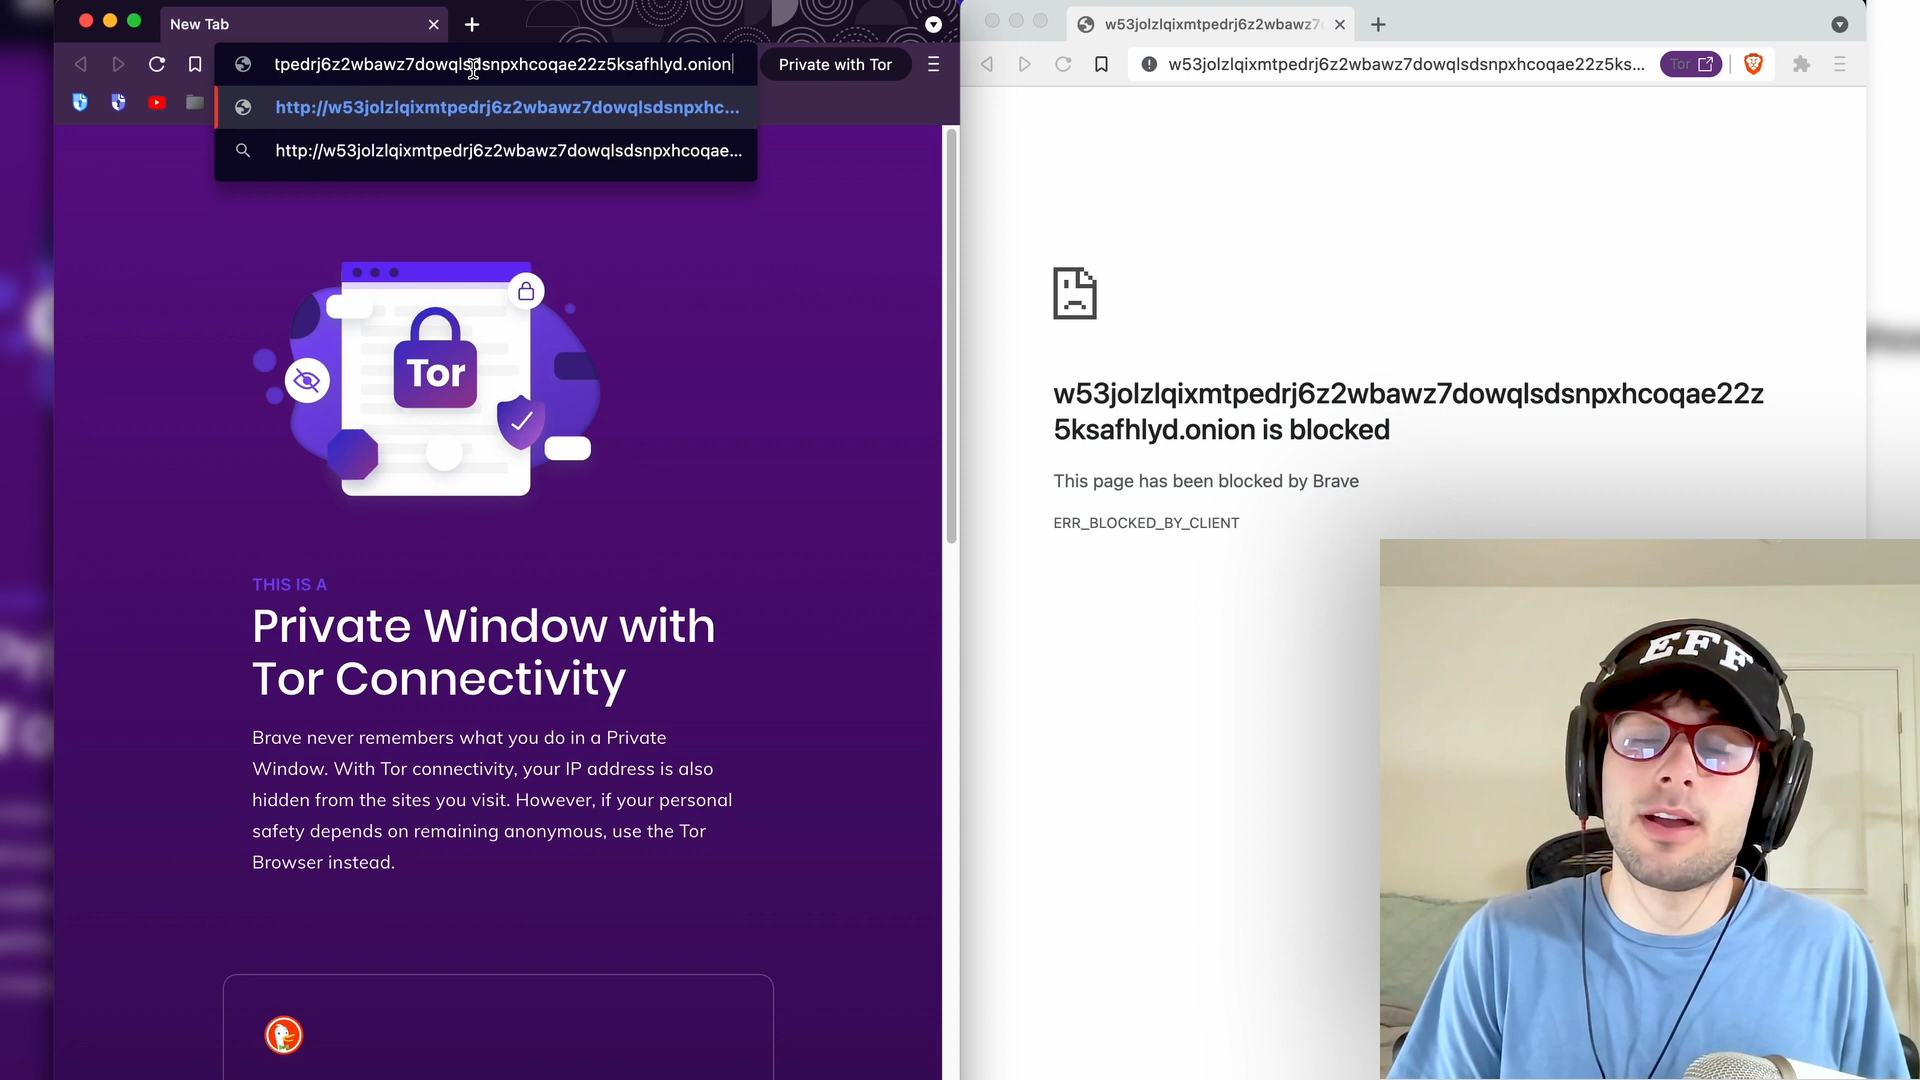 New Tab
tpedrj6z2wbawz7dowqlsdsnpxhcoqae22z5ksafhlyd.onion
Private with Tor
http://w53jolzlqixmtpedrj6z2wbawz7dowqlsdsnpxhc...
http://w53jolzlqixmtpedrj6z2wbawz7dowqlsdsnpxhcoqae...
Tor
THIS IS A
Private Window with
Tor Connectivity
Brave never remembers what you do in a Private
Window. With Tor connectivity, your IP address is also
hidden from the sites you visit. However, if your personal
safety depends on remaining anonymous, use the Tor
Browser instead.
w53jolzlqixmtpedrj6z2wbawz7
w53jolzlqixmtpedrj6z2wbawz7dowqlsdsnpxhcoqae22z5ks...
Tor
w53jolzlqixmtpedrj6z2wbawz7dowqlsdsnpxhcoqae22z
5ksafhlyd.onion is blocked
This page has been blocked by Brave
ERR_BLOCKED_BY_CLIENT
EFF